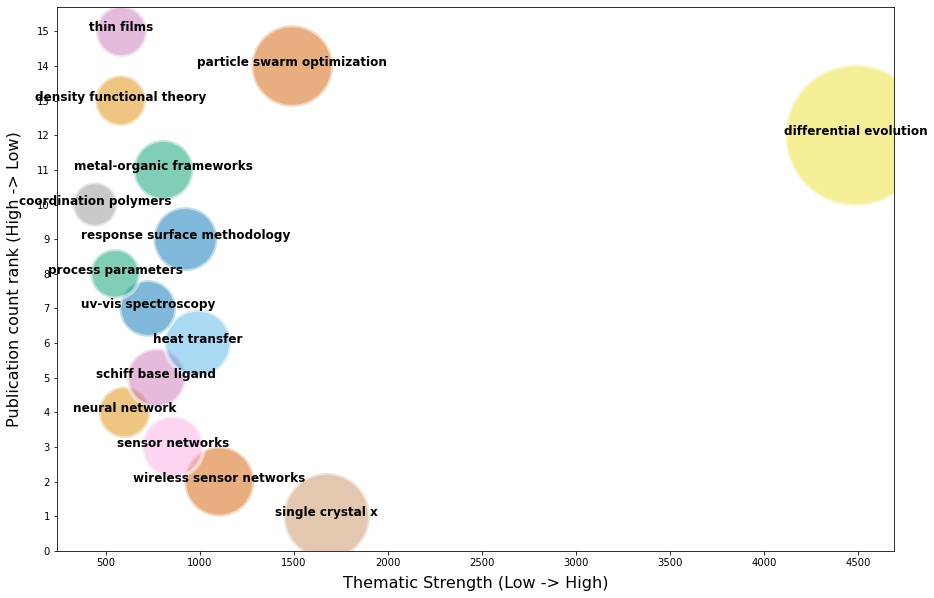 15
14
13
12
11
10
9
8
7
6
5
4
3
2
1
0
Publication count rank (High -> Low)
thin films
particle swarm optimization
density functional theory
differential evolution
metal-organic frameworks
coordination polymers
response surface methodology
process parameters
uv-vis spectroscopy
heat transfer
schiff base ligand
neural network
sensor networks
wireless sensor networks
single crystal x
500 1000 1500 2000 2500 3000 3500 4000 4500
Thematic Strength (Low -> High)